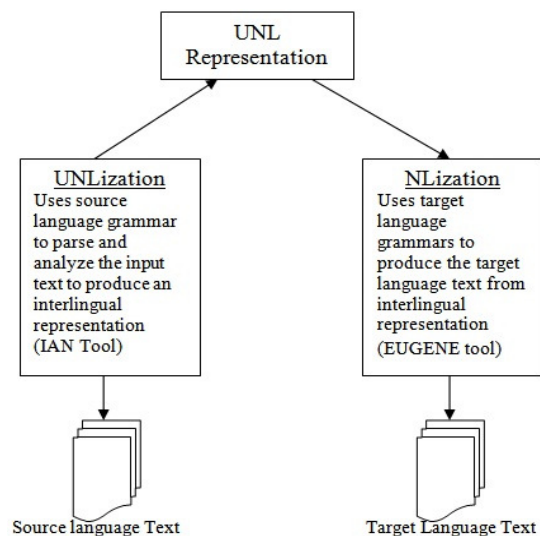 UNL
Representation
UNLization
Uses source
language grammar
to parse and
analyze the input
text to produce an
interlingual
representation
(IAN Tool)
NLization
Uses target
language
grammars to
produce the target
language text from
interlingual
representation
(EUGENE tool)
Source language Text
Target Language Text